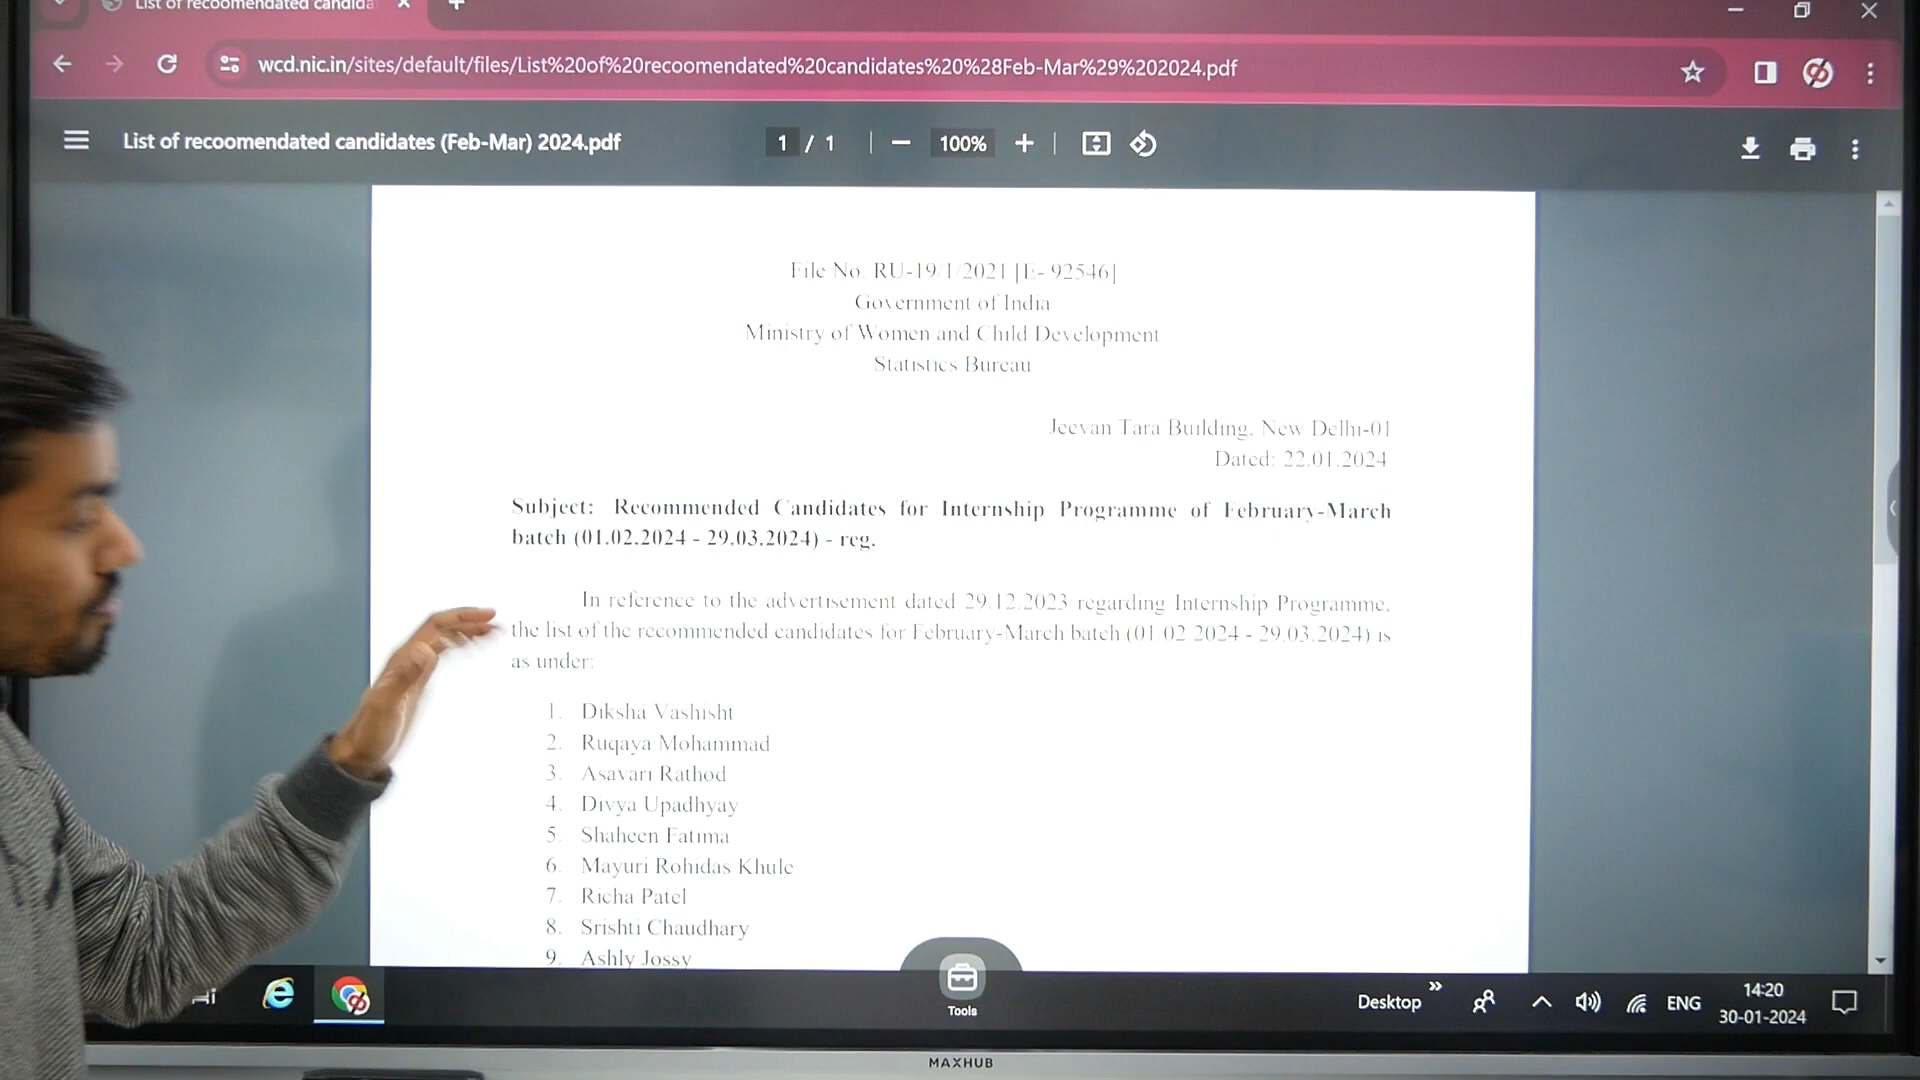 List of recoomendated candida
wcd.nic.in/sites/default/files/List%20of%20recoomendated%20candidates%20%28Feb-Mar%29%202024.pdf
List of recoomendated candidates (Feb-Mar) 2024.pdf
1 / 1
100%
File No. RU-19/1/2021 [E- 92546]
Government of India
Ministry of Women and Child Development
Statistics Bureau
Jeevan Tara Building, New Delhi-01
Dated: 22.01.2024
Subject: Recommended Candidates for Internship Programme of February-March
batch (01.02.2024 - 29.03.2024) - reg.
In reference to the advertisement dated 29.12.2023 regarding Internship Programme,
the list of the recommended candidates for February-March batch (01.02.2024 - 29.03.2024) is
as under:
1. Diksha Vashisht
2. Ruqaya Mohammad
3. Asavari Rathod
4. Divya Upadhyay
5. Shaheen Fatima
6. Mayuri Rohidas Khule
7. Richa Patel
8. Srishti Chaudhary
9. Ashly Jossy
Tools
Desktop
ENG
14:20
30-01-2024
MAXHUB